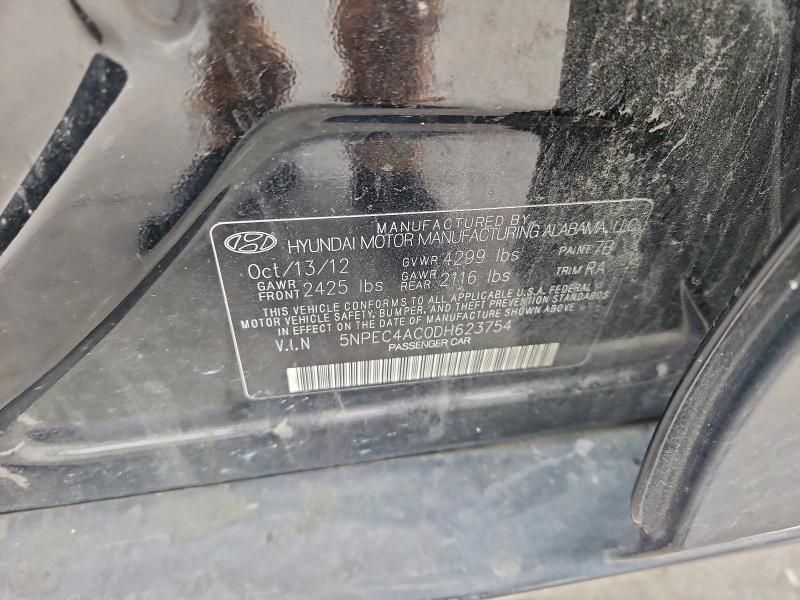 MANUFACTURED BY
HYUNDAI MOTOR MANUFACTURING ALABAMA, LLC
Oct/13/12 GVWR 4299 lbs PAINT 7B
GAWR FRONT 2425 lbs GAWR REAR 2116 lbs TRIM RA
THIS VEHICLE CONFORMS TO ALL APPLICABLE U.S.A. FEDERAL
MOTOR VEHICLE SAFETY, BUMPER, AND THEFT PREVENTION STANDARDS
IN EFFECT ON THE DATE OF MANUFACTURE SHOWN ABOVE
V.I.N 5NPEC4AC0DH623754
PASSENGER CAR